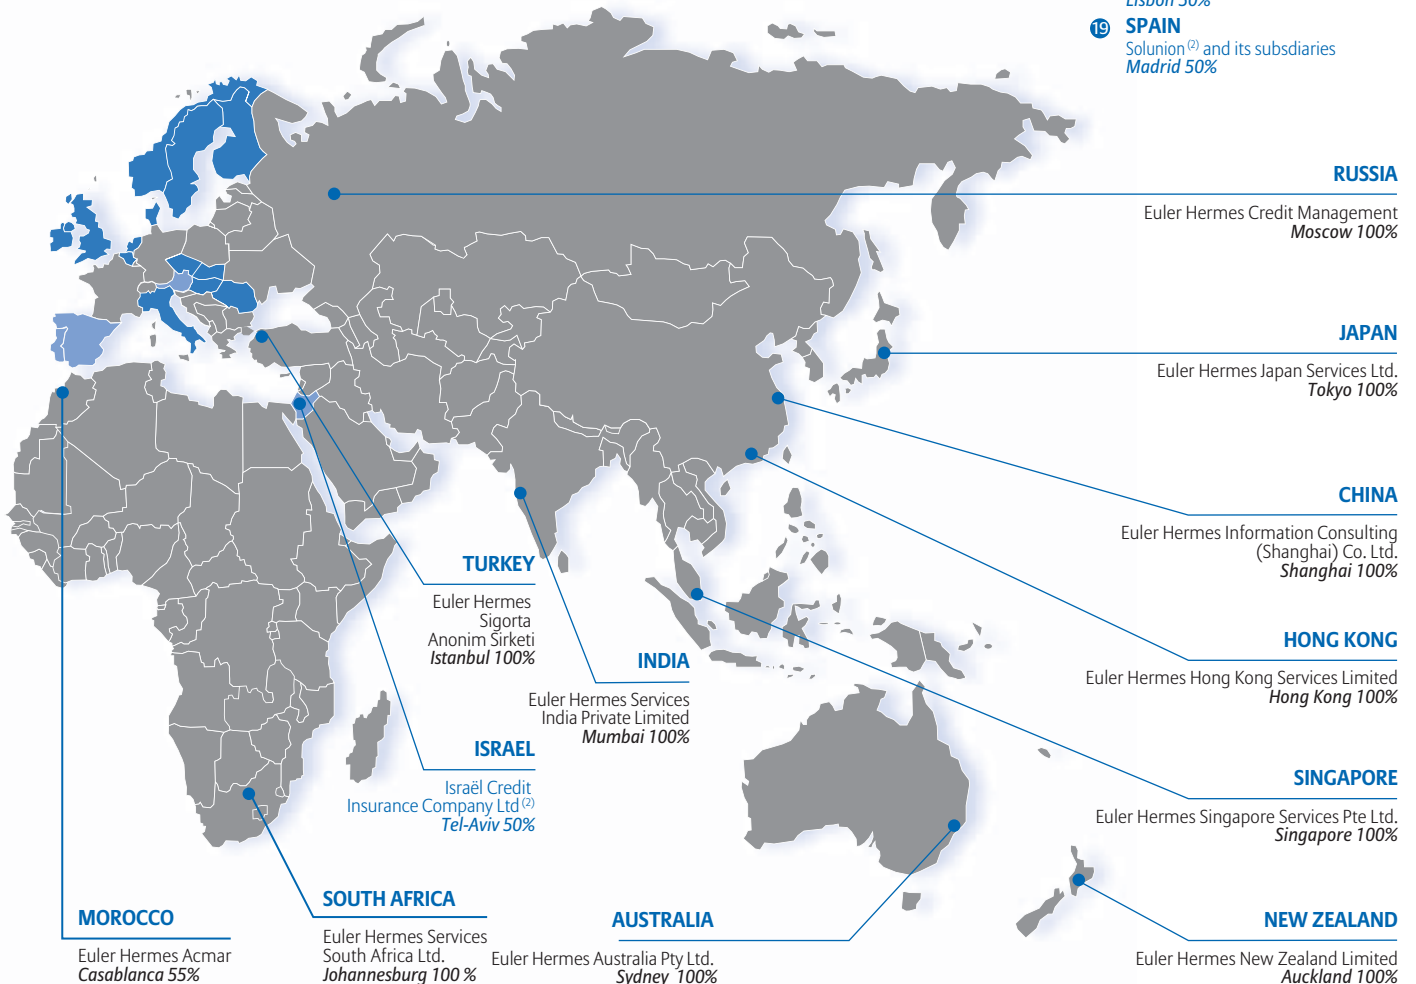 Lisbon 50%
19 SPAIN
Solunion (2) and its subsdiaries
Madrid 50%
RUSSIA
Euler Hermes Credit Management
Moscow 100%
JAPAN
Euler Hermes Japan Services Ltd.
Tokyo 100%
CHINA
Euler Hermes Information Consulting
(Shanghai) Co. Ltd.
Shanghai 100%
TURKEY
Euler Hermes
Sigorta
Anonim Sirketi
Istanbul 100%
HONG KONG
Euler Hermes Hong Kong Services Limited
Hong Kong 100%
INDIA
Euler Hermes Services
India Private Limited
Mumbai 100%
ISRAEL
Israël Credit
Insurance Company Ltd (2)
Tel-Aviv 50%
SINGAPORE
Euler Hermes Singapore Services Pte Ltd.
Singapore 100%
MOROCCO
Euler Hermes Acmar
Casablanca 55%
SOUTH AFRICA
Euler Hermes Services
South Africa Ltd.
Johannesburg 100 %
AUSTRALIA
Euler Hermes Australia Pty Ltd.
Sydney 100%
NEW ZEALAND
Euler Hermes New Zealand Limited
Auckland 100%